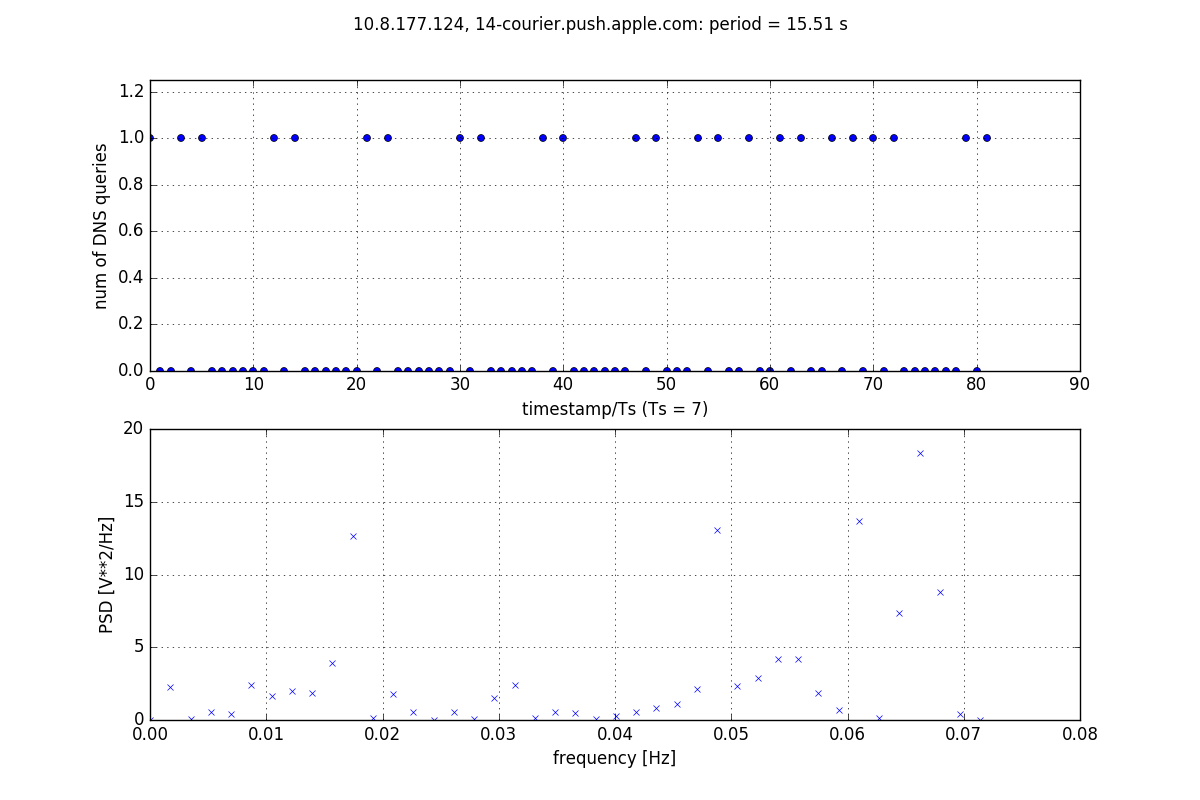 10.8.177.124, 14-courier.push.apple.com: period = 15.51 s
num of DNS queries
1.2
1.0
0.8
0.6
0.4
0.2
0.0
0 10 20 30 40 50 60 70 80 90
timestamp/Ts (Ts = 7)
PSD [V**2/Hz]
20
15
10
5
0
0.00 0.01 0.02 0.03 0.04 0.05 0.06 0.07 0.08
frequency [Hz]